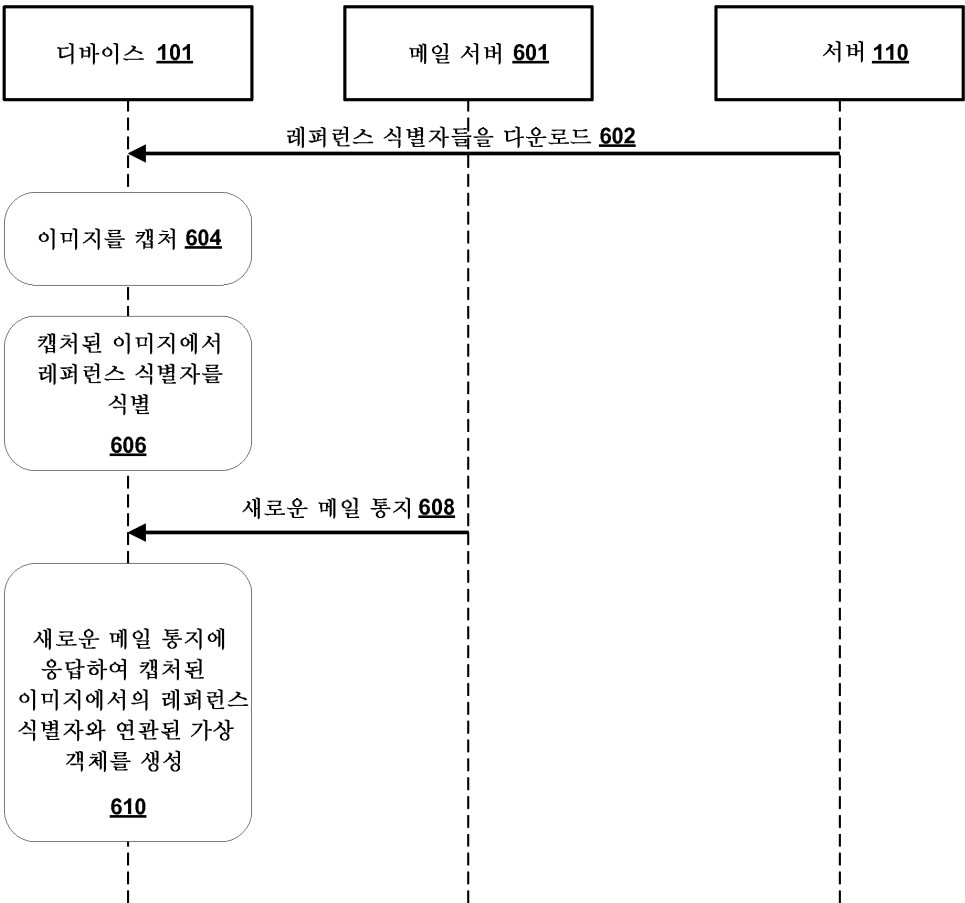 디바이스 101
메일 서버 601
서버 110
레퍼런스 식별자들을 다운로드 602
이미지를 캡처 604
캡처된 이미지에서
레퍼런스 식별자를
식별
606
새로운 메일 통지 608
새로운 메일 통지에
응답하여 캡처된
이미지에서의 레퍼런스
식별자와 연관된 가상
객체를 생성
610